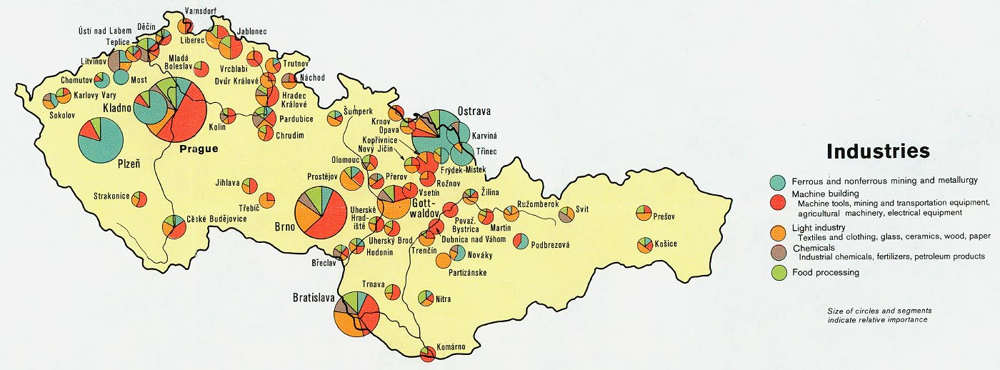 Varnsdorf
Ústí nad Labem
Děčín
Teplice
Liberec
Jablonec
Litvínov
Mladá
Boleslav
Vrchlabi
Trutnov
Chomutov
Most
Dvůr Králové
Náchod
Karlovy Vary
Sokolov
Kladno
Hradec
Králové
Kolín
Pardubice
Chrudim
Prague
Plzeň
Šumperk
Krnov
Opava
Ostrava
Karviná
Kopřivnice
Nový Jičín
Třinec
Olomouc
Frýdek-Mistek
Prostějov
Přerov
Rožnov
Jihlava
Vsetín
Strakonice
Třebíč
Gott-
waldov
Žilina
Ružomberok
Svit
Prešov
České Budějovice
Brno
Uherské
Hrad-
iště
Považ.
Bystrica
Martin
Uherský Brod
Dubnica nad Váhom
Podbrezová
Košice
Hodonin
Trenčín
Nováky
Břeclav
Partizánske
Trnava
Bratislava
Nitra
Komárno
Industries
Ferrous and nonferrous mining and metallurgy
Machine building
Machine tools, mining and transportation equipment,
agricultural machinery, electrical equipment
Light industry
Textiles and clothing, glass, ceramics, wood, paper
Chemicals
Industrial chemicals, fertilizers, petroleum products
Food processing
Size of circles and segments
indicate relative importance